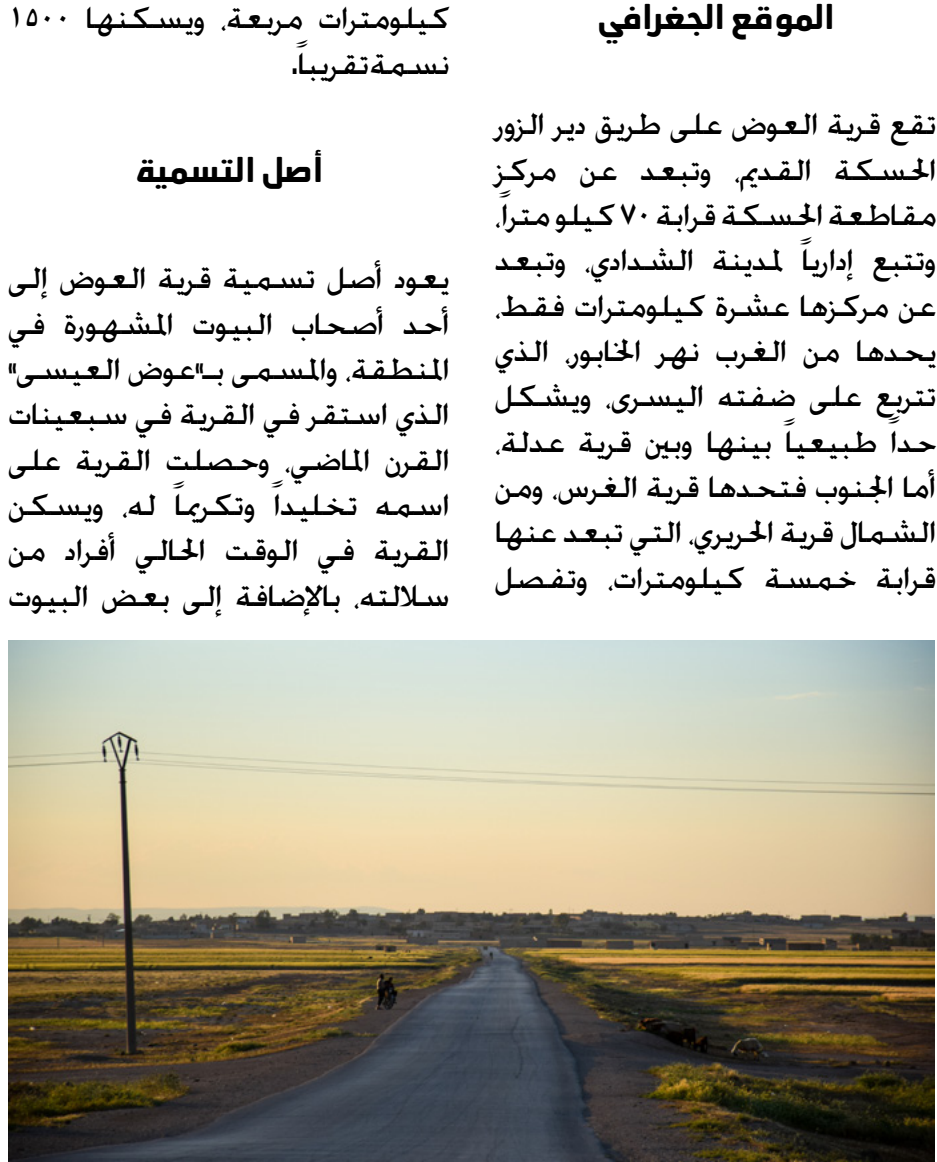 الموقع الجغرافي
تقع قرية العوض على طريق دير الزور
الحسكة القديم، وتبعد عن مركز
مقاطعة الحسكة قرابة ٧٠ كيلو متراً،
وتتبع إدارياً لمدينة الشدادي، وتبعد
عن مركزها عشرة كيلومترات فقط،
يحدها من الغرب نهر الخابور، الذي
تتربع على ضفته اليسرى، ويشكل
حداً طبيعياً بينها وبين قرية عدلة،
أما الجنوب فتحدها قرية الغرس، ومن
الشمال قرية الحريري، التي تبعد عنها
قرابة خمسة كيلومترات، وتفصل
كيلومترات مربعة، ويسكنها ١٥٠٠
نسمة تقريباً.
أصل التسمية
يعود أصل تسمية قرية العوض إلى
أحد أصحاب البيوت المشهورة في
المنطقة، والمسمى بـ"عوض العيسى"
الذي استقر في القرية في سبعينات
القرن الماضي، وحصلت القرية على
اسمه تخليداً وتكريماً له، ويسكن
القرية في الوقت الحالي أفراد من
سلالته، بالإضافة إلى بعض البيوت